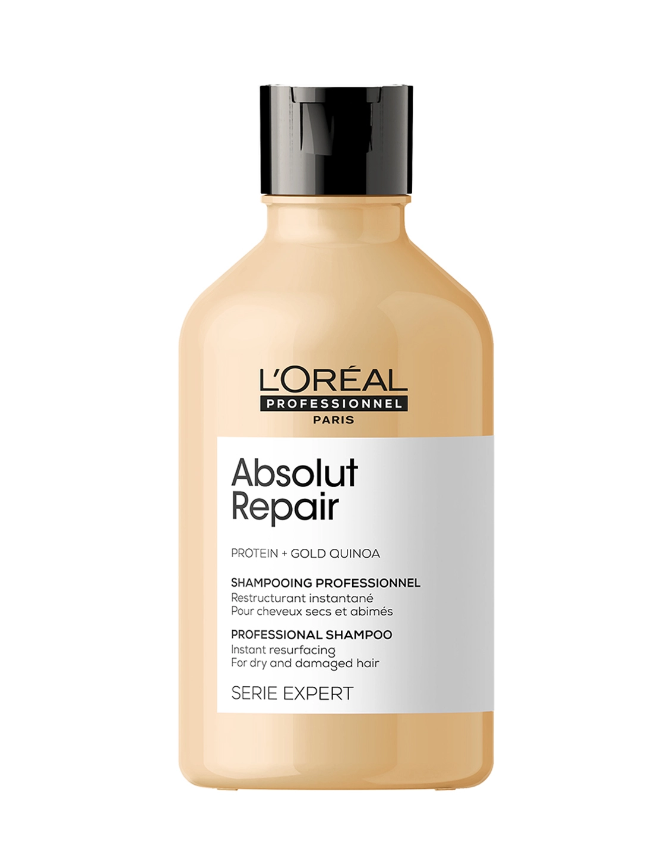 L'ORÉAL
PROFESSIONNEL
PARIS
Absolut
Repair
PROTEIN + GOLD QUINOA
SHAMPOOING PROFESSIONNEL
Restructurant instantané
Pour cheveux secs et abimés
PROFESSIONAL SHAMPOO
Instant resurfacing
For dry and damaged hair
SERIE EXPERT